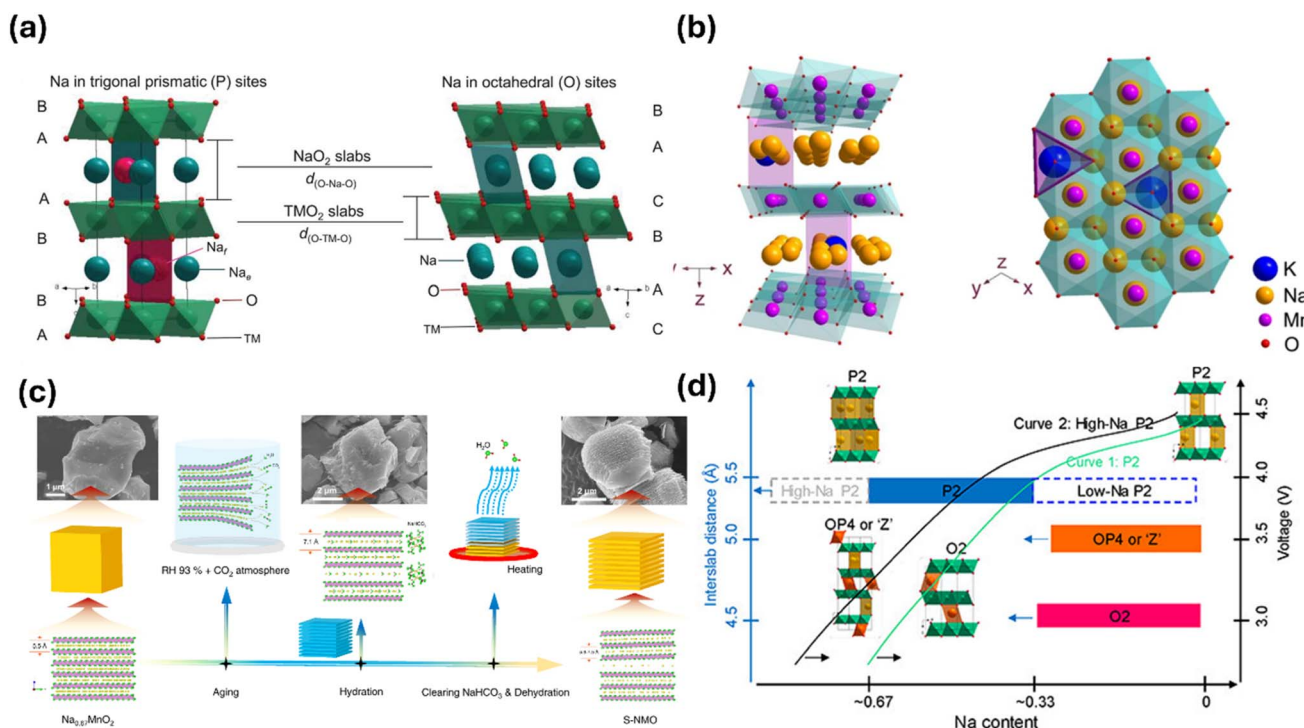 (a)
Na in trigonal prismatic (P) sites
Na in octahedral (O) sites
B
A
A
B
B
A
NaO₂ slabs
d(O-Na-O)
TMO₂ slabs
d(O-TM-O)
Naf
Nae
O
TM
a
b
c
Na
O
TM
B
A
C
B
A
C
a
b
c
(b)
x
z
z
y
x
K
Na
O
(c)
1 μm
2 μm
2 μm
RH 93 % + CO₂ atmosphere
7.1 Å
NaHCO₃
H₂O
Heating
5.5 Å
Aging
Hydration
Clearing NaHCO₃ & Dehydration
Na0.67MnO₂
S-NMO
(d)
P2
P2
Curve 2: High-Na P2
Curve 1: P2
High-Na P2
P2
Low-Na P2
OP4 or 'Z'
OP4 or 'Z'
O2
O2
Interslab distance (Å)
5.5
5.0
4.5
Voltage (V)
4.5
4.0
3.5
3.0
~0.67
~0.33
0
Na content